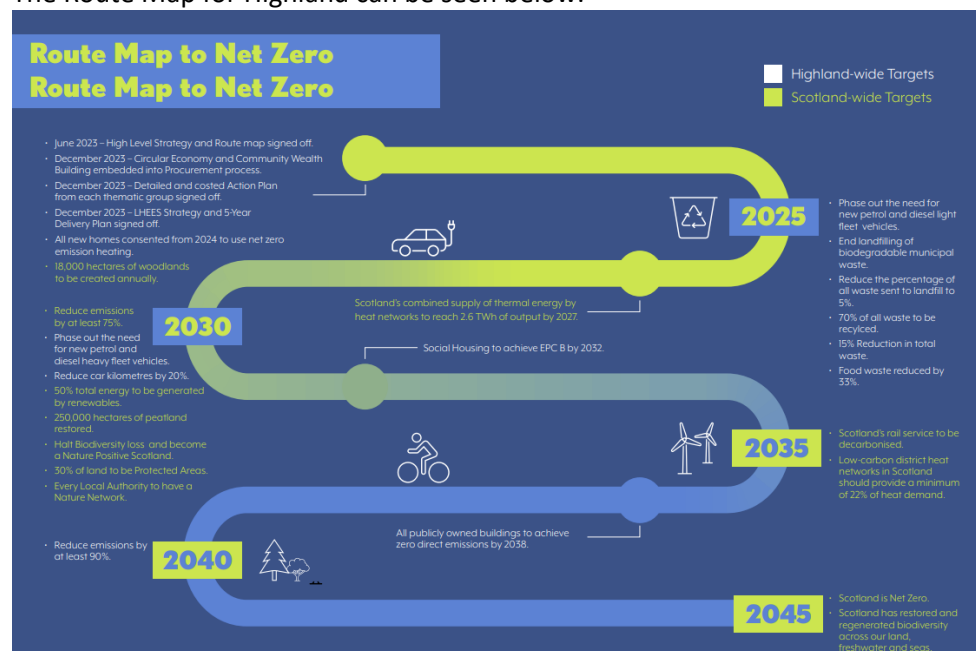 The Route Map for Highland can be seen below:
Route Map to Net Zero
Route Map to Net Zero
Highland-wide Targets
Scotland-wide Targets
· June 2023 – High Level Strategy and Route map signed off.
· December 2023 – Circular Economy and Community Wealth
Building embedded into Procurement process.
· December 2023 – Detailed and costed Action Plan
from each thematic group signed off.
· December 2023 – LHEES Strategy and 5-Year
Delivery Plan signed off.
· All new homes consented from 2024 to use net zero
emission heating.
· 18,000 hectares of woodlands
to be created annually.
2025
· Phase out the need for
new petrol and diesel light
fleet vehicles.
· End landfilling of
biodegradable municipal
waste.
· Reduce the percentage of
all waste sent to landfill to
5%.
· 70% of all waste to be
recylced.
· 15% Reduction in total
waste.
· Food waste reduced by
33%.
Scotland's combined supply of thermal energy by
heat networks to reach 2.6 TWh of output by 2027.
2030
· Reduce emissions
by at least 75%.
· Phase out the need
for new petrol and
diesel heavy fleet vehicles.
· Reduce car kilometres by 20%.
· 50% total energy to be generated
by renewables.
· 250,000 hectares of peatland
restored.
· Halt Biodiversity loss and become
a Nature Positive Scotland.
· 30% of land to be Protected Areas.
· Every Local Authority to have a
Nature Network.
Social Housing to achieve EPC B by 2032.
2035
· Scotland's rail service to be
decarbonised.
· Low-carbon district heat
networks in Scotland
should provide a minimum
of 22% of heat demand.
All publicly owned buildings to achieve
zero direct emissions by 2038.
2040
· Reduce emissions by
at least 90%.
2045
· Scotland is Net Zero.
· Scotland has restored and
regenerated biodiversity
across our land,
freshwater and seas.